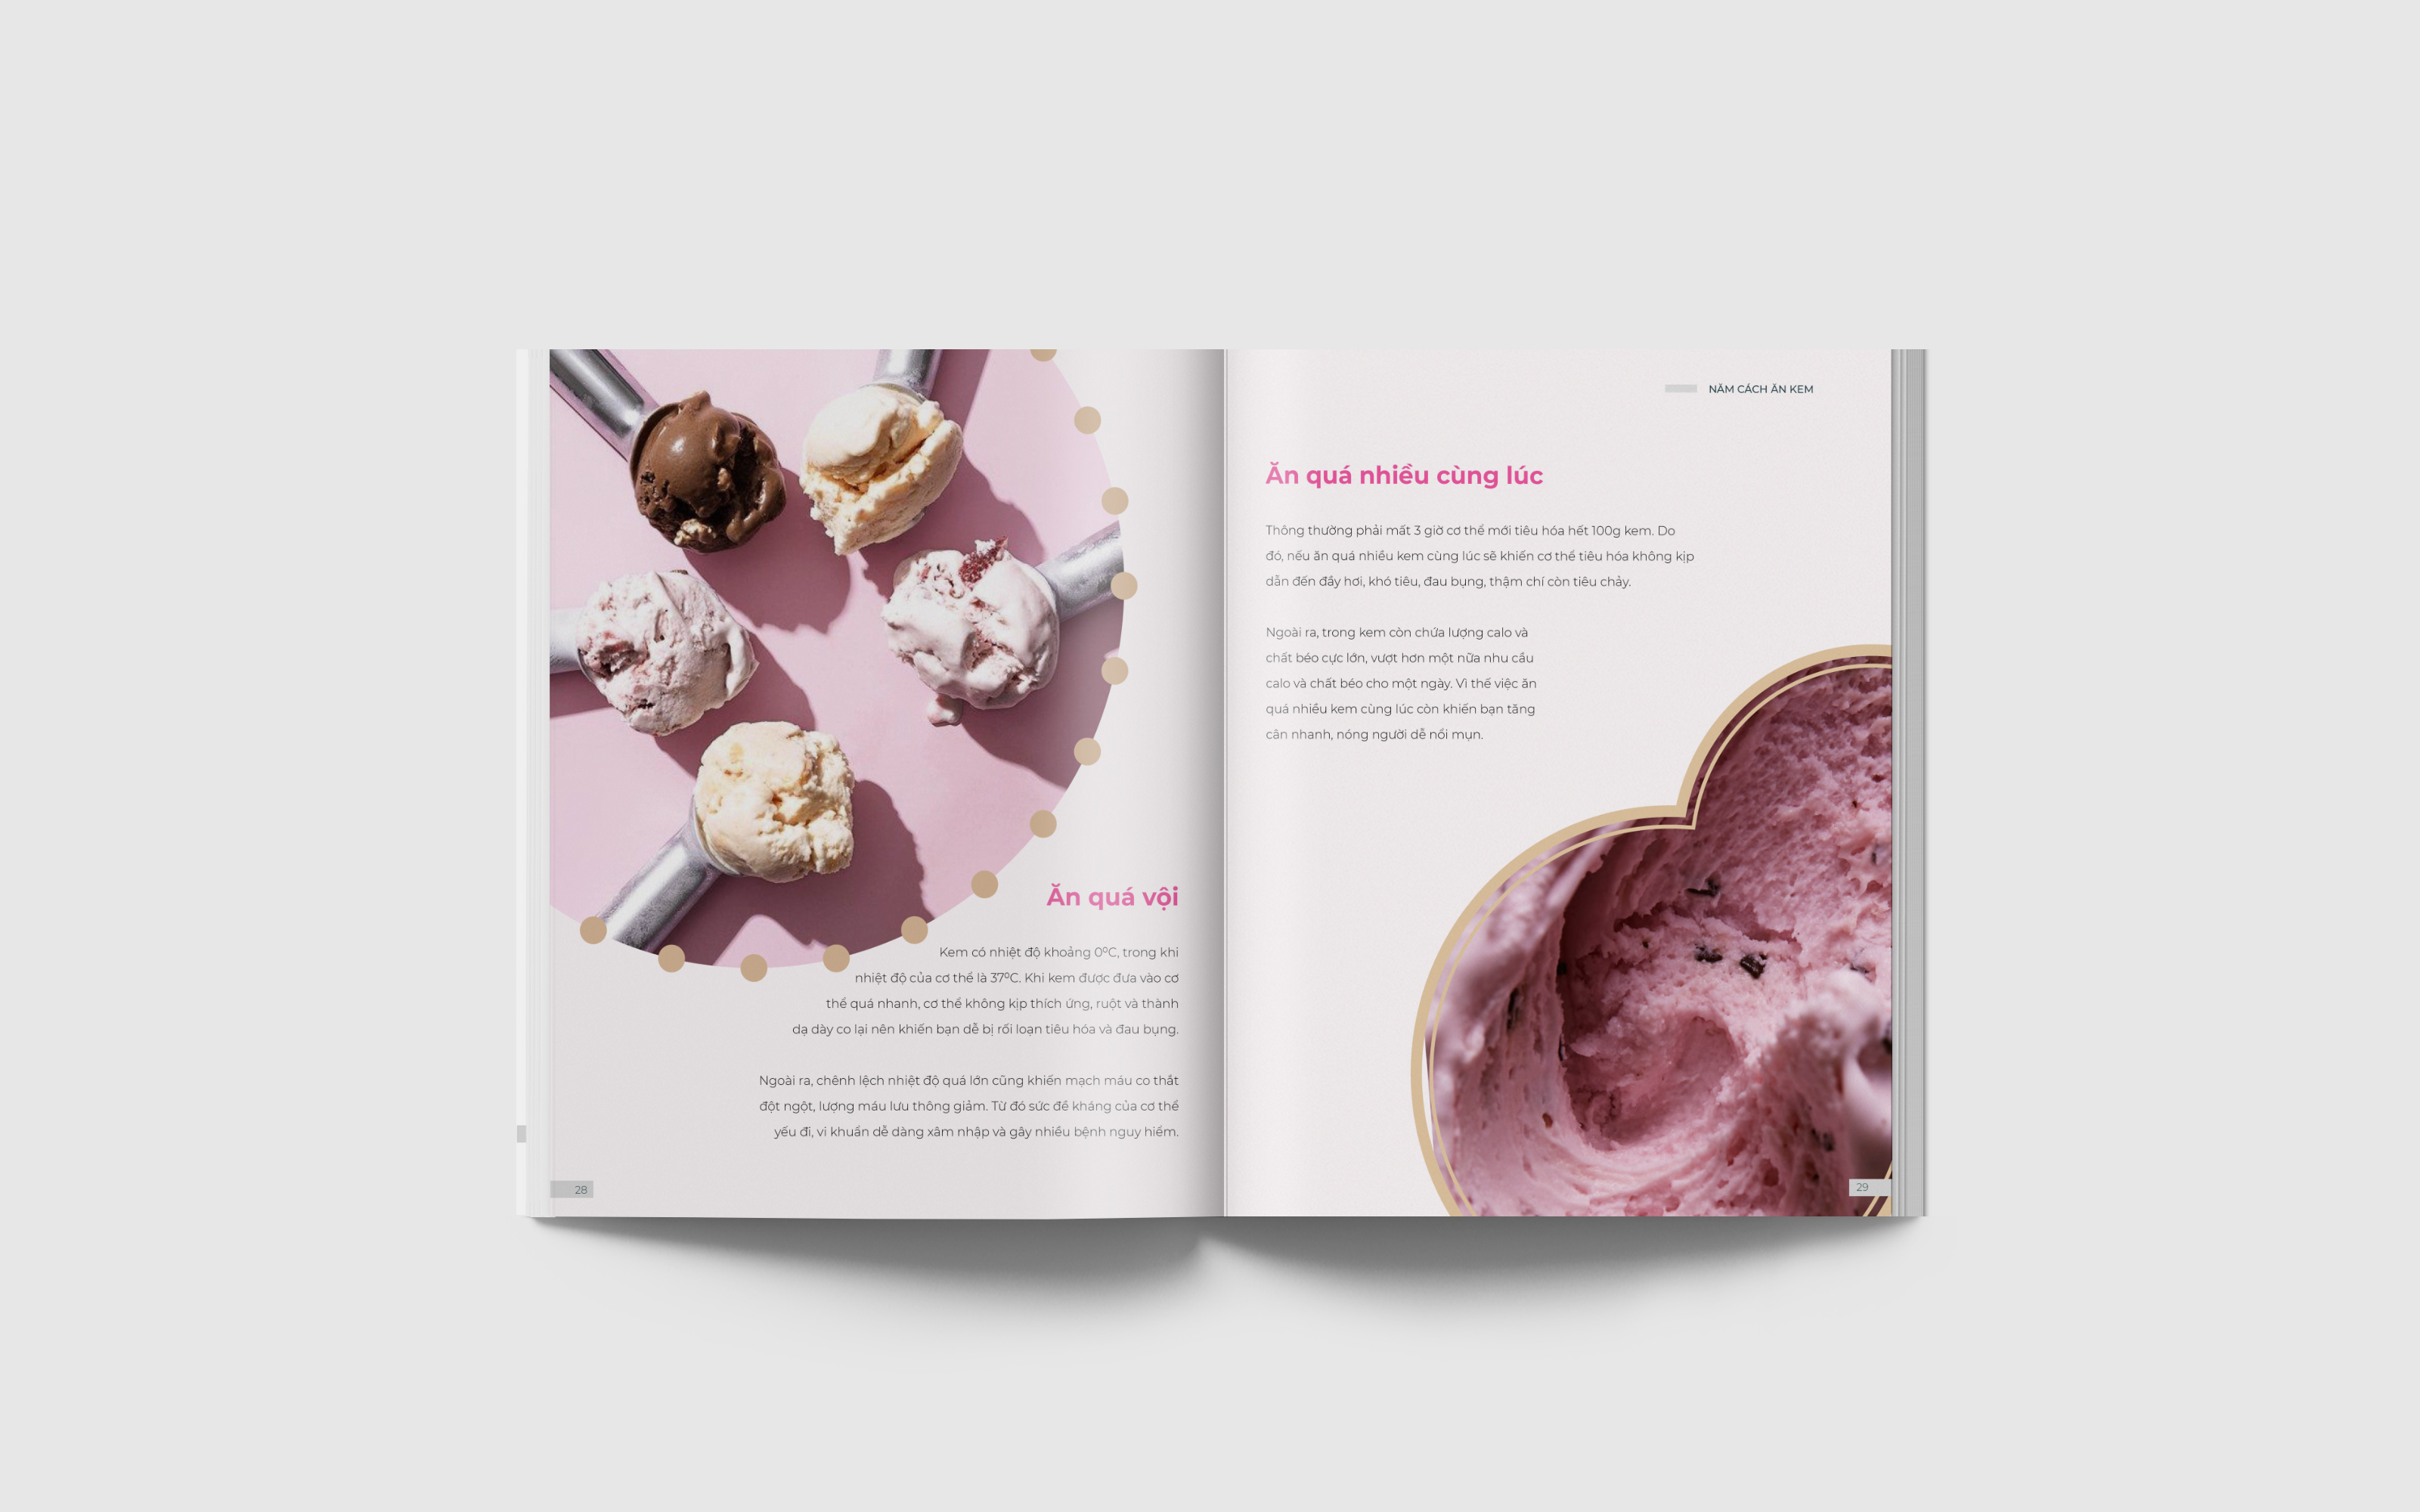 Ăn quá vội
Kem có nhiệt độ khoảng 0ºC, trong khi
nhiệt độ của cơ thể là 37ºC. Khi kem được đưa vào cơ
thể quá nhanh, cơ thể không kịp thích ứng, ruột và thành
dạ dày co lại nên khiến bạn dễ bị rối loạn tiêu hóa và đau bụng.
Ngoài ra, chênh lệch nhiệt độ quá lớn cũng khiến mạch máu co thắt
đột ngột, lượng máu lưu thông giảm. Từ đó sức đề kháng của cơ thể
yếu đi, vi khuẩn dễ dàng xâm nhập và gây nhiều bệnh nguy hiểm.
28
NĂM CÁCH ĂN KEM
Ăn quá nhiều cùng lúc
Thông thường phải mất 3 giờ cơ thể mới tiêu hóa hết 100g kem. Do
đó, nếu ăn quá nhiều kem cùng lúc sẽ khiến cơ thể tiêu hóa không kịp
dẫn đến đầy hơi, khó tiêu, đau bụng, thậm chí còn tiêu chảy.
Ngoài ra, trong kem còn chứa lượng calo và
chất béo cực lớn, vượt hơn một nữa nhu cầu
calo và chất béo cho một ngày. Vì thế việc ăn
quá nhiều kem cùng lúc còn khiến bạn tăng
cân nhanh, nóng người dễ nổi mụn.
29